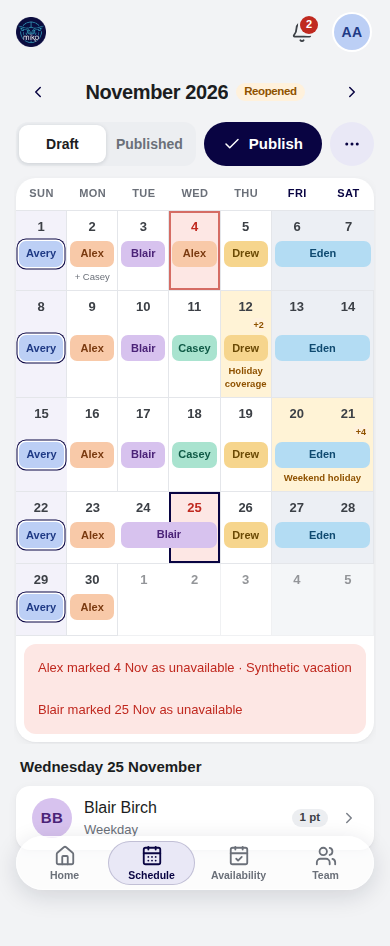 miko
2
AA
November 2026 Reopened
Draft Published Publish
SUN MON TUE WED THU FRI SAT
1 2 3 4 5 6 7
Avery Alex Blair Alex Drew Eden
+ Casey
8 9 10 11 12 13 14
+2
Avery Alex Blair Casey Drew Eden
Holiday
coverage
15 16 17 18 19 20 21
+4
Avery Alex Blair Casey Drew Eden
Weekend holiday
22 23 24 25 26 27 28
Avery Alex Blair Drew Eden
29 30 1 2 3 4 5
Avery Alex
Alex marked 4 Nov as unavailable · Synthetic vacation
Blair marked 25 Nov as unavailable
Wednesday 25 November
BB Blair Birch 1 pt
Weekday
Home Schedule Availability Team